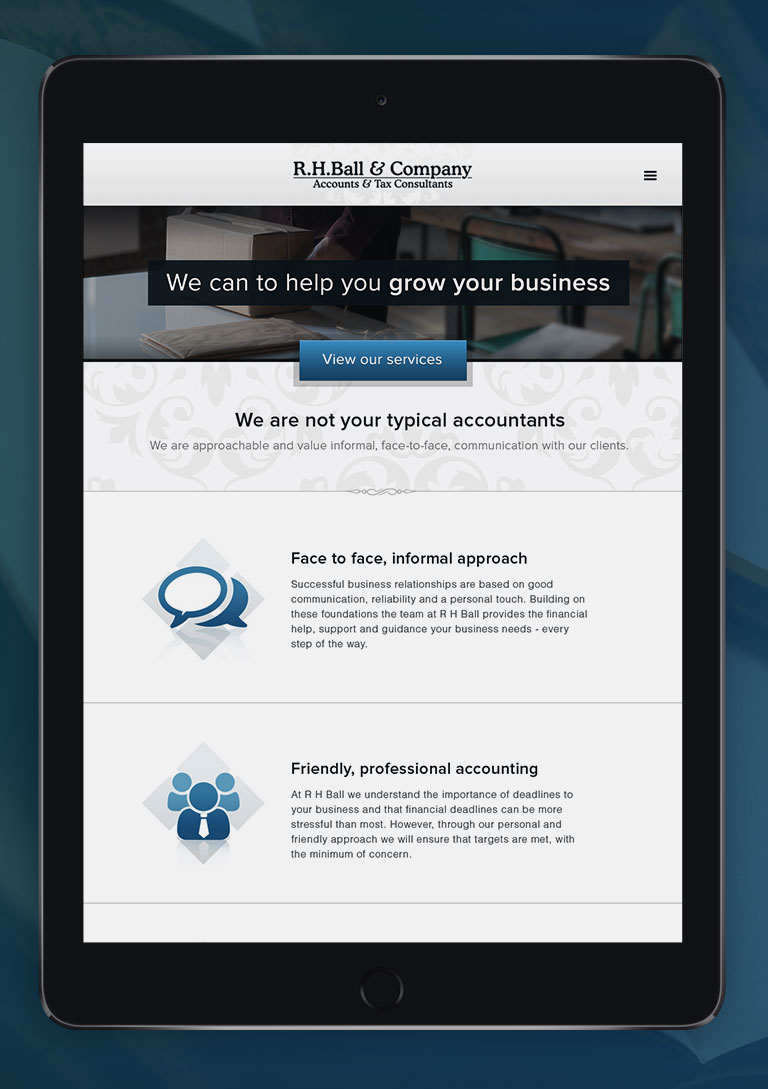 R.H.Ball & Company
Accounts & Tax Consultants
We can to help you grow your business
View our services
We are not your typical accountants
We are approachable and value informal, face-to-face, communication with our clients.
Face to face, informal approach
Successful business relationships are based on good
communication, reliability and a personal touch. Building on
these foundations the team at R H Ball provides the financial
help, support and guidance your business needs - every
step of the way.
Friendly, professional accounting
At R H Ball we understand the importance of deadlines to
your business and that financial deadlines can be more
stressful than most. However, through our personal and
friendly approach we will ensure that targets are met, with
the minimum of concern.